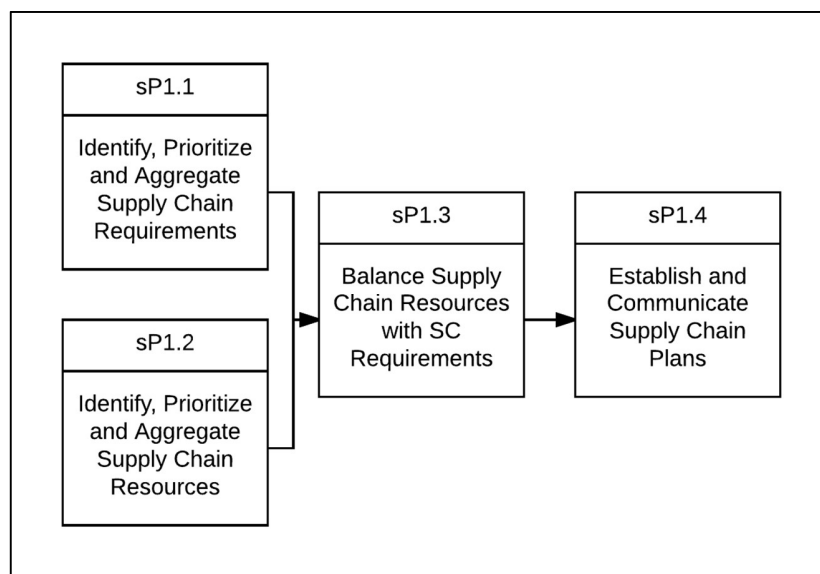 sP1.1
Identify, Prioritize
and Aggregate
Supply Chain
Requirements
sP1.2
Identify, Prioritize
and Aggregate
Supply Chain
Resources
sP1.3
Balance Supply
Chain Resources
with SC
Requirements
sP1.4
Establish and
Communicate
Supply Chain
Plans